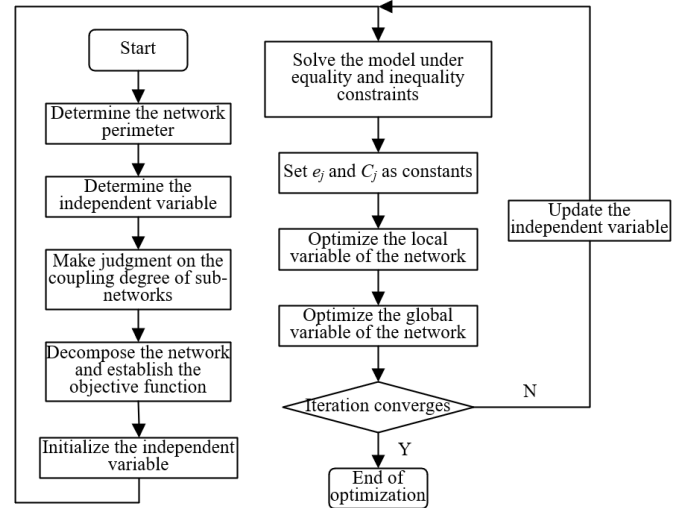 Start
Determine the network
perimeter
Determine the
independent variable
Make judgment on the
coupling degree of sub-
networks
Decompose the network
and establish the
objective function
Initialize the independent
variable
Solve the model under
equality and inequality
constraints
Set ej and Cj as constants
Optimize the local
variable of the network
Optimize the global
variable of the network
Iteration converges
N
Update the
independent variable
Y
End of
optimization